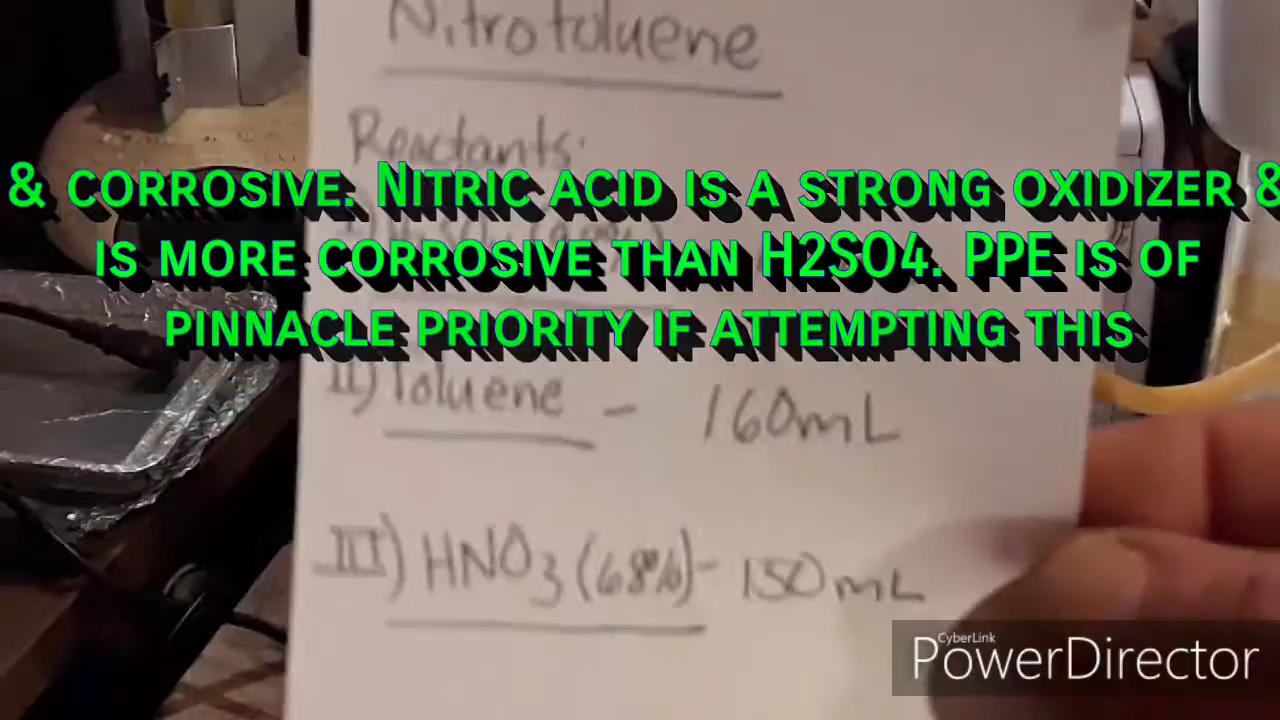 Nitrotoluene
Reactants:
& CORROSIVE. NITRIC ACID IS A STRONG OXIDIZER &
IS MORE CORROSIVE THAN H2SO4. PPE IS OF
PINNACLE PRIORITY IF ATTEMPTING THIS
II) Toluene - 160mL
III) HNO3 (68%) - 150mL
CyberLink
PowerDirector